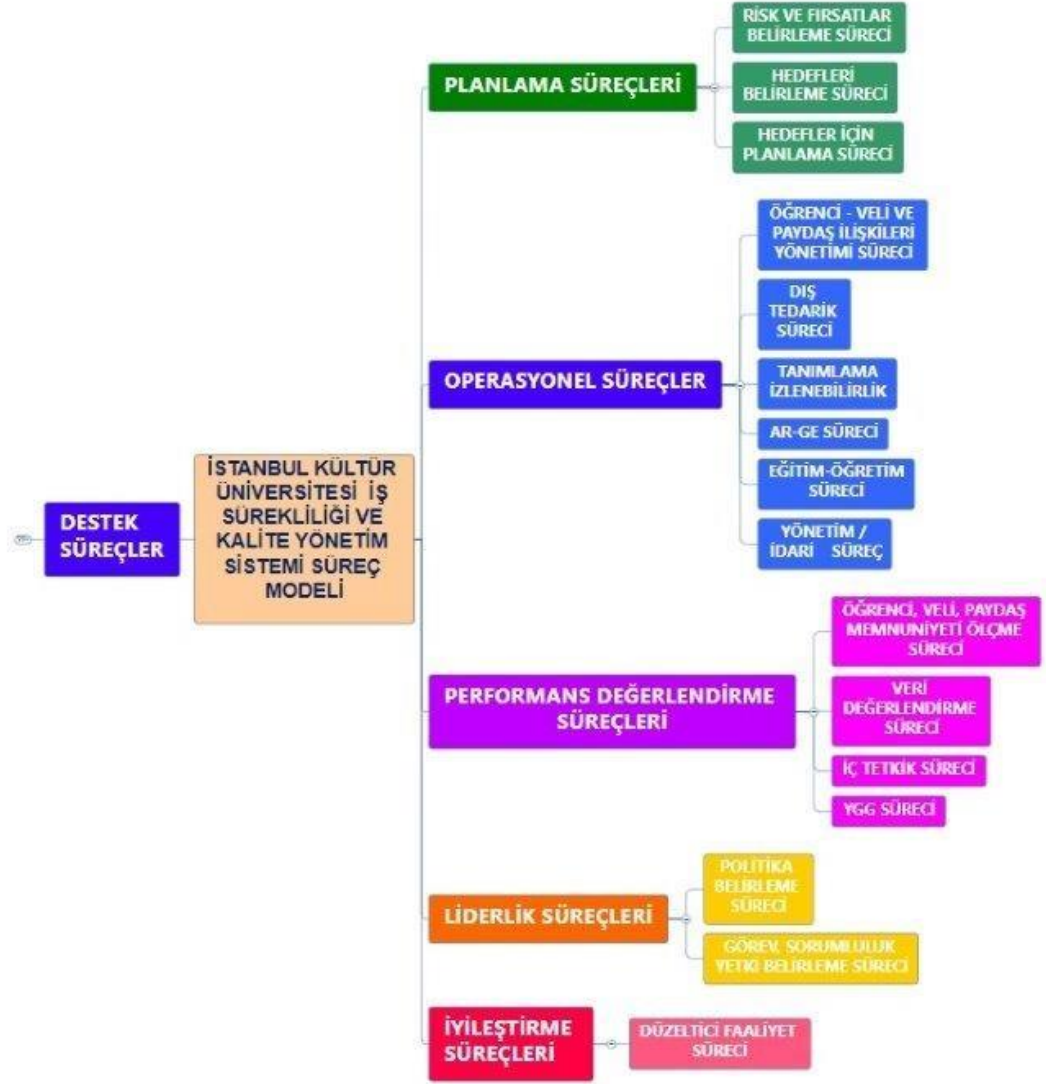 DESTEK
SÜREÇLER
İSTANBUL KÜLTÜR
ÜNİVERSİTESİ İŞ
SÜREKLİLİĞİ VE
KALİTE YÖNETİM
SİSTEMİ SÜREÇ
MODELİ
PLANLAMA SÜREÇLERİ
RİSK VE FIRSATLAR
BELİRLEME SÜRECİ
HEDEFLERİ
BELİRLEME SÜRECİ
HEDEFLER İÇİN
PLANLAMA SÜRECİ
OPERASYONEL SÜREÇLER
ÖĞRENCİ - VELİ VE
PAYDAŞ İLİŞKİLERİ
YÖNETİMİ SÜRECİ
DIŞ
TEDARİK
SÜRECİ
TANIMLAMA
İZLENEBİLİRLİK
AR-GE SÜRECİ
EĞİTİM-ÖĞRETİM
SÜRECİ
YÖNETİM /
İDARİ SÜREÇ
PERFORMANS DEĞERLENDİRME
SÜREÇLERİ
ÖĞRENCİ, VELİ, PAYDAŞ
MEMNUNİYETİ ÖLÇME
SÜRECİ
VERİ
DEĞERLENDİRME
SÜRECİ
İÇ TETKİK SÜRECİ
YGG SÜRECİ
LİDERLİK SÜREÇLERİ
POLİTİKA
BELİRLEME
SÜRECİ
GÖREV, SORUMLULUK
YETKİ BELİRLEME SÜRECİ
İYİLEŞTİRME
SÜREÇLERİ
DÜZELTİCİ FAALİYET
SÜRECİ